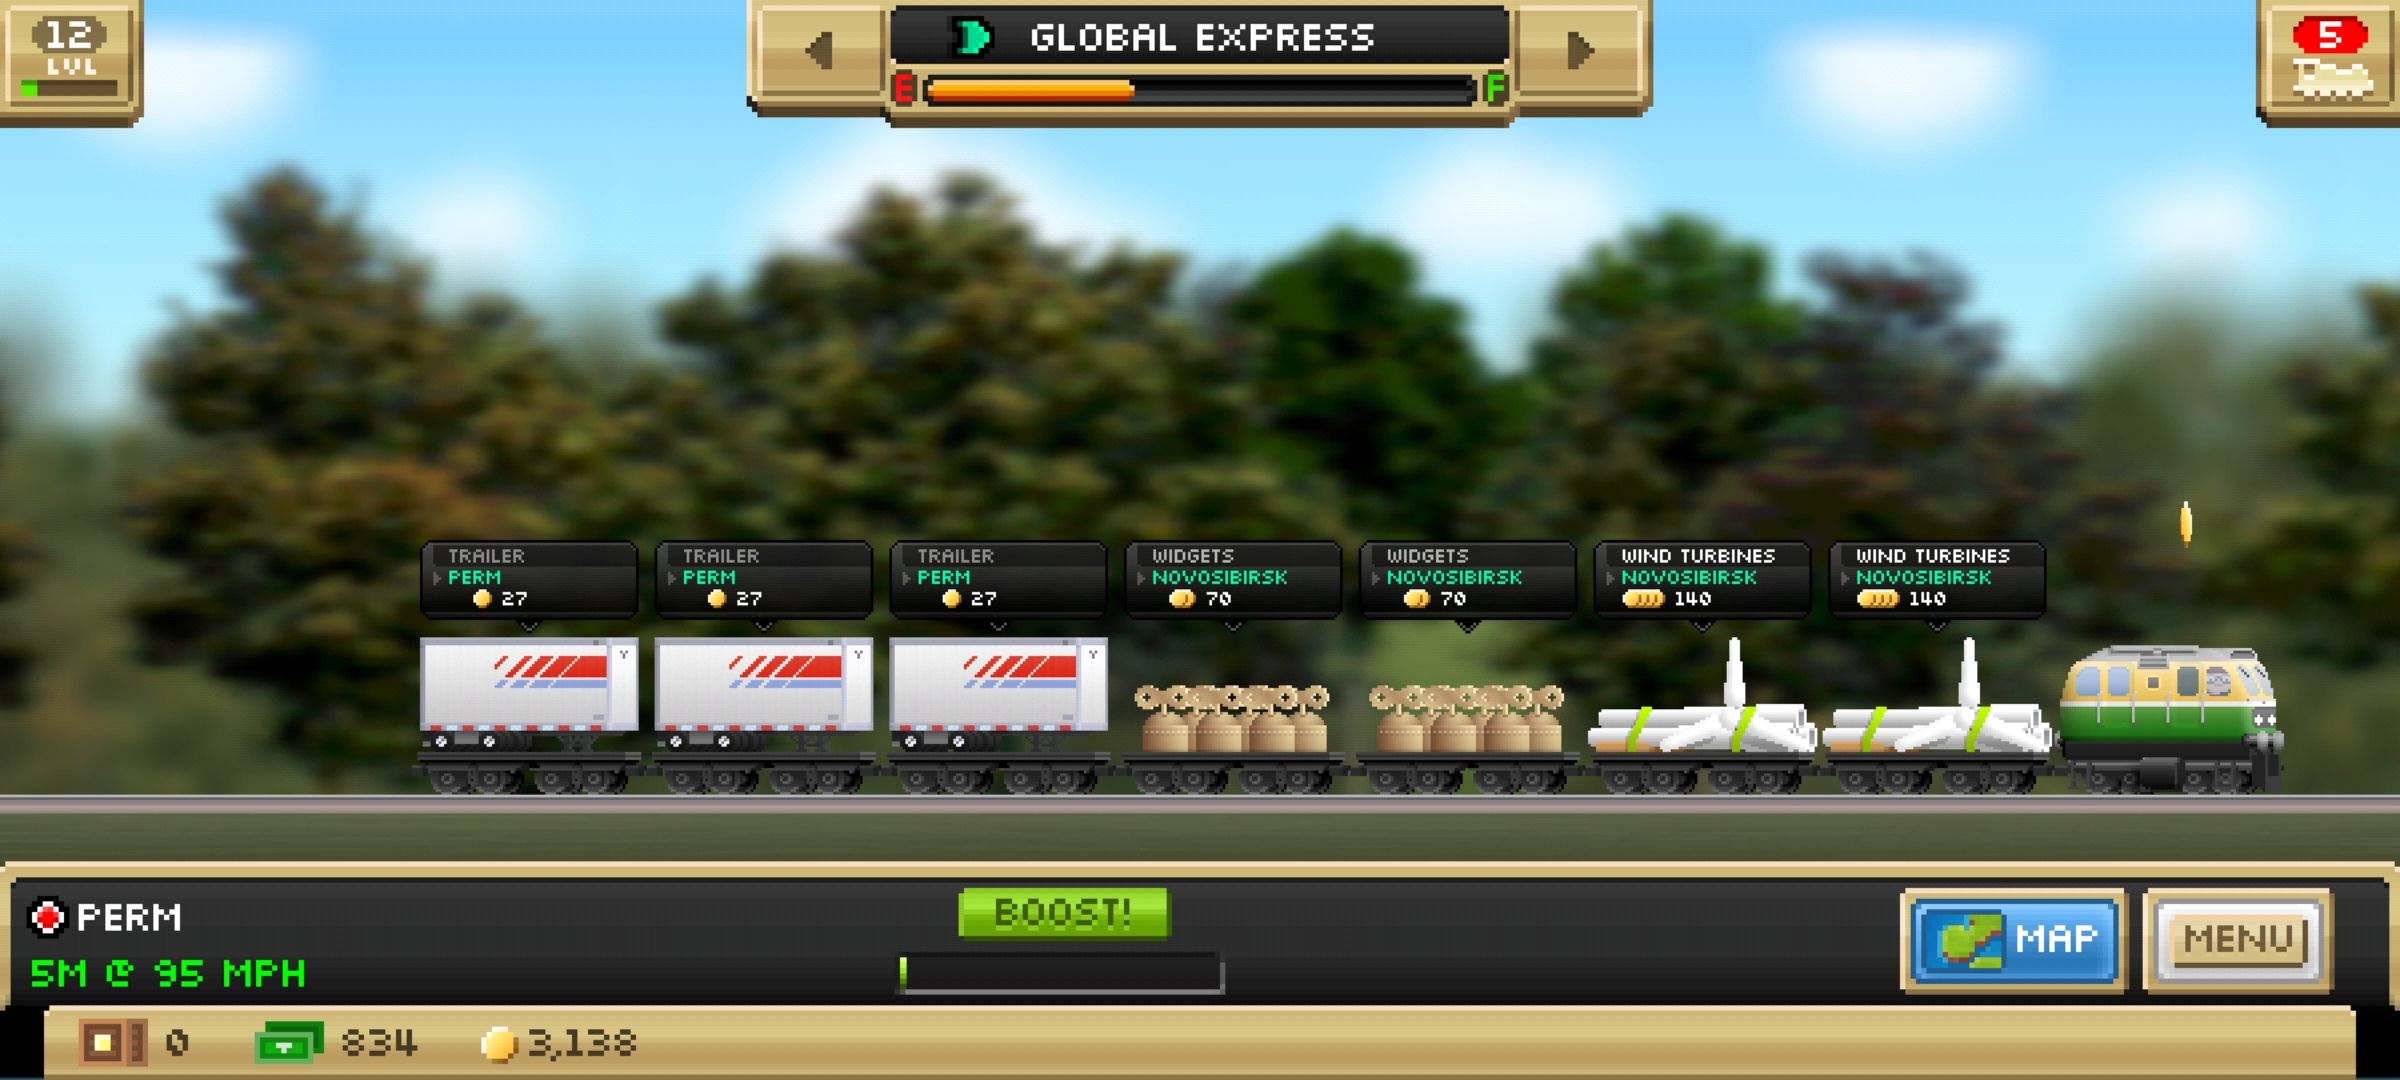 12
LVL
GLOBAL EXPRESS
E F
5
TRAILER
PERM
27
TRAILER
PERM
27
TRAILER
PERM
27
WIDGETS
NOVOSIBIRSK
70
WIDGETS
NOVOSIBIRSK
70
WIND TURBINES
NOVOSIBIRSK
140
WIND TURBINES
NOVOSIBIRSK
140
PERM
5M @ 95 MPH
BOOST!
MAP
MENU
0
834
3,138